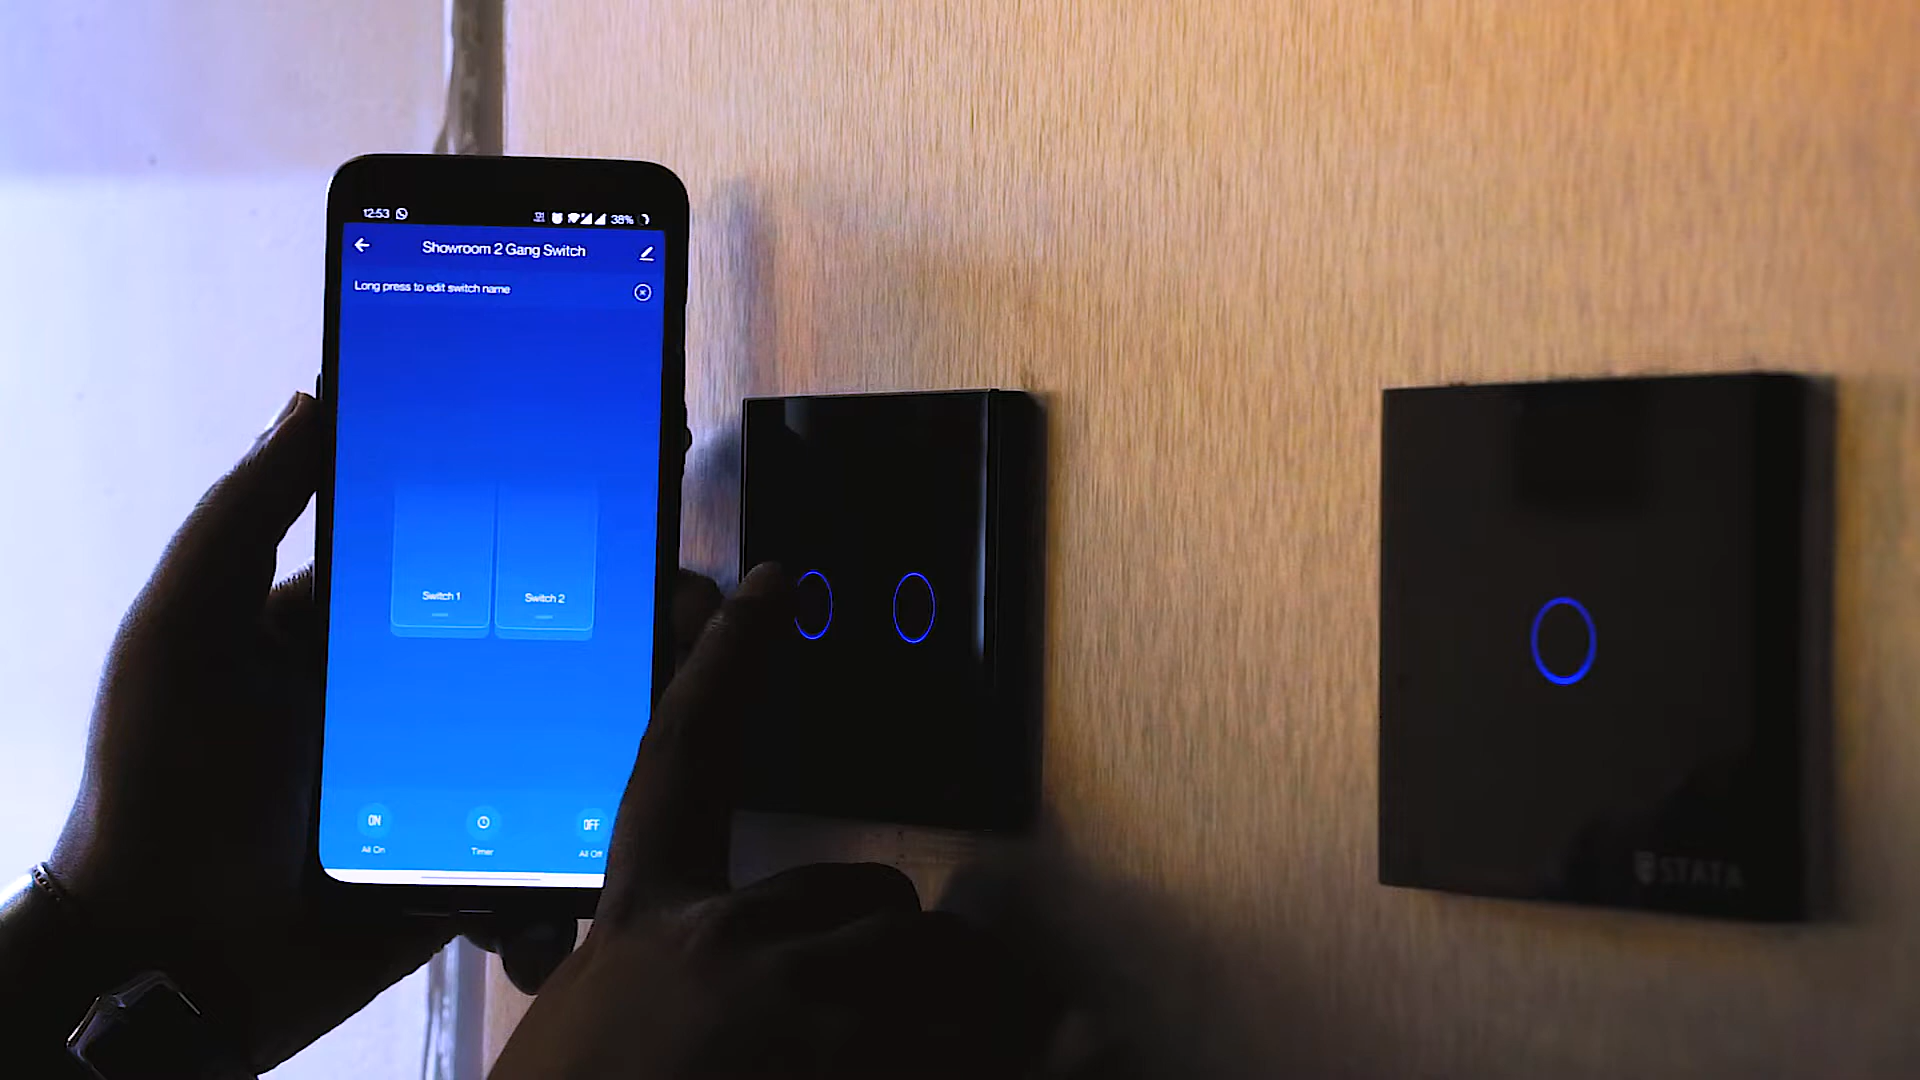 12:53
38%
Showroom 2 Gang Switch
Long press to edit switch name
Switch 1
Switch 2
ON
OFF
All On
Timer
All Off
STATA